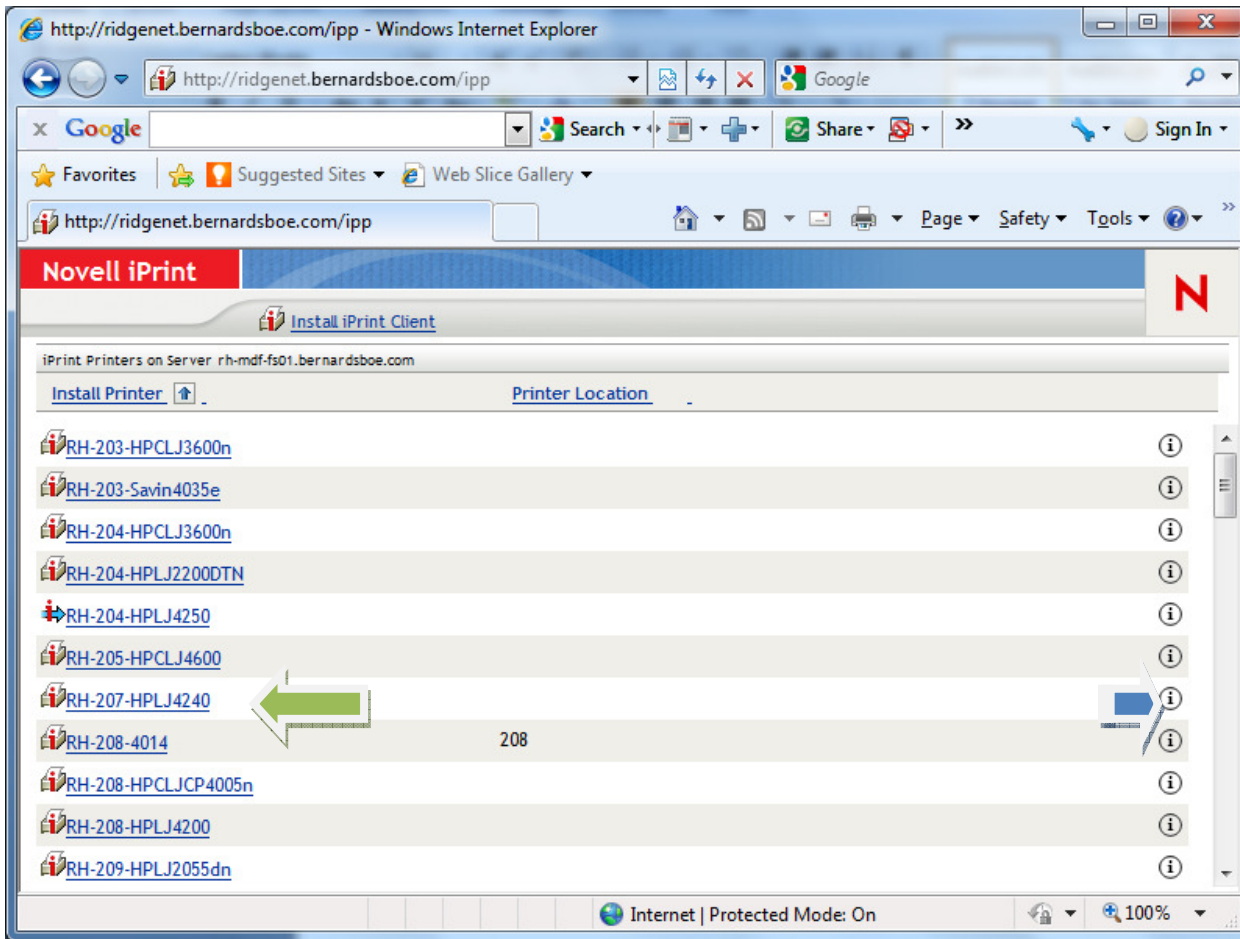 http://ridgenet.bernardsboe.com/ipp - Windows Internet Explorer
http://ridgenet.bernardsboe.com/ipp Google
x Google Search Share » Sign In
Favorites Suggested Sites Web Slice Gallery
http://ridgenet.bernardsboe.com/ipp Page Safety Tools »
Novell iPrint N
Install iPrint Client
iPrint Printers on Server rh-mdf-fs01.bernardsboe.com
Install Printer Printer Location
RH-203-HPCLJ3600n
RH-203-Savin4035e
RH-204-HPCLJ3600n
RH-204-HPLJ2200DTN
RH-204-HPLJ4250
RH-205-HPCLJ4600
RH-207-HPLJ4240
RH-208-4014 208
RH-208-HPCLJCP4005n
RH-208-HPLJ4200
RH-209-HPLJ2055dn
Internet | Protected Mode: On 100%